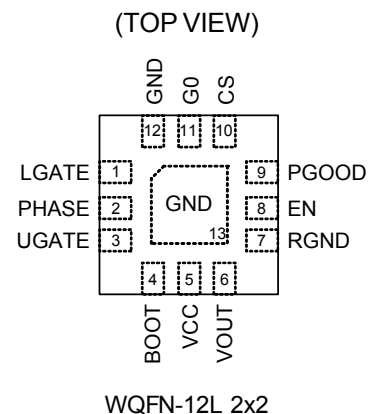 (TOP VIEW)
GND
G0
CS
12
11
10
LGATE
1
9
PGOOD
PHASE
2
GND
8
EN
UGATE
3
13
7
RGND
4
5
6
BOOT
VCC
VOUT
WQFN-12L 2x2